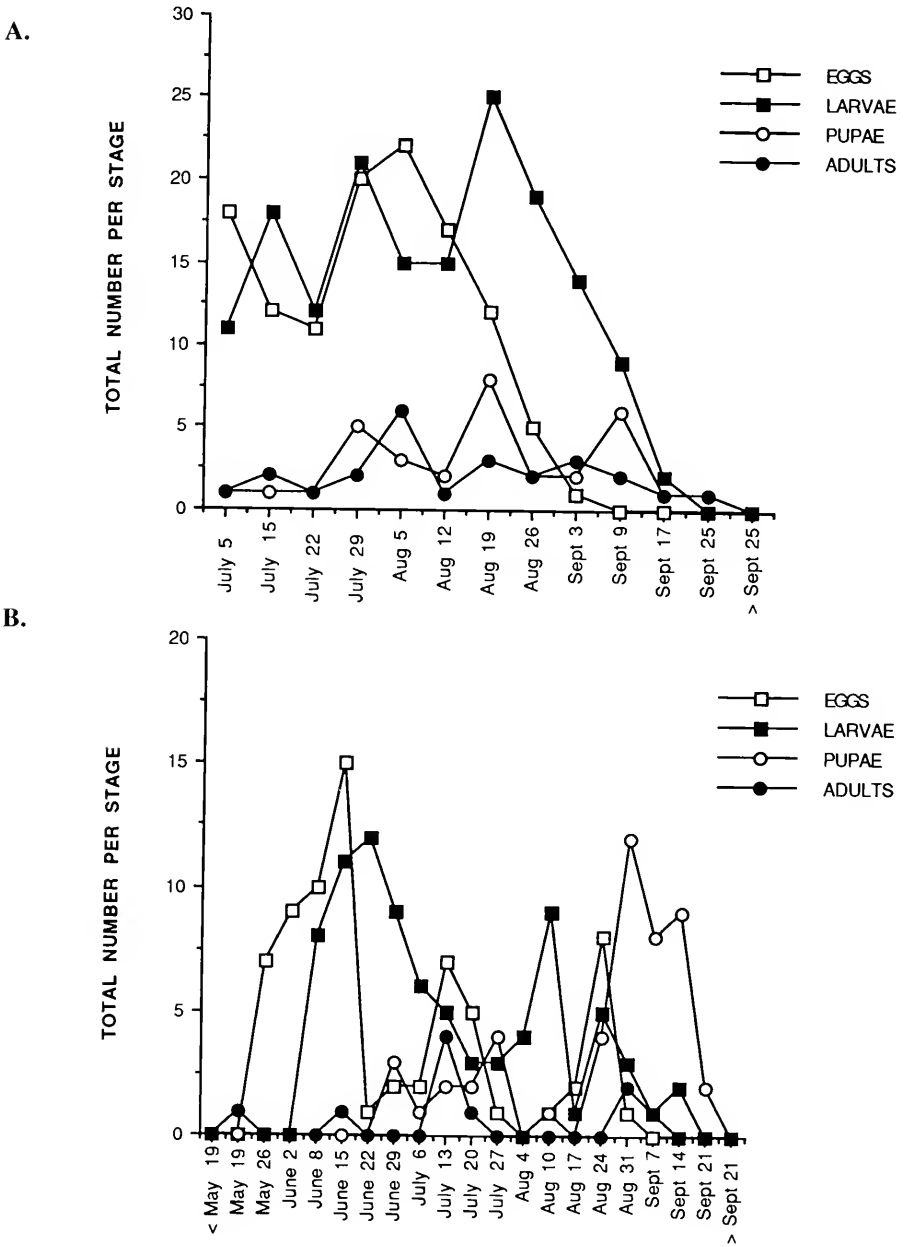 A.
TOTAL NUMBER PER STAGE
30
25
20
15
10
5
0
EGGS
LARVAE
PUPAE
ADULTS
July 5
July 15
July 22
July 29
Aug 5
Aug 12
Aug 19
Aug 26
Sept 3
Sept 9
Sept 17
Sept 25
> Sept 25
B.
TOTAL NUMBER PER STAGE
20
15
10
5
0
EGGS
LARVAE
PUPAE
ADULTS
< May 19
May 19
May 26
June 2
June 8
June 15
June 22
June 29
July 6
July 13
July 20
July 27
Aug 4
Aug 10
Aug 17
Aug 24
Aug 31
Sept 7
Sept 14
Sept 21
> Sept 21